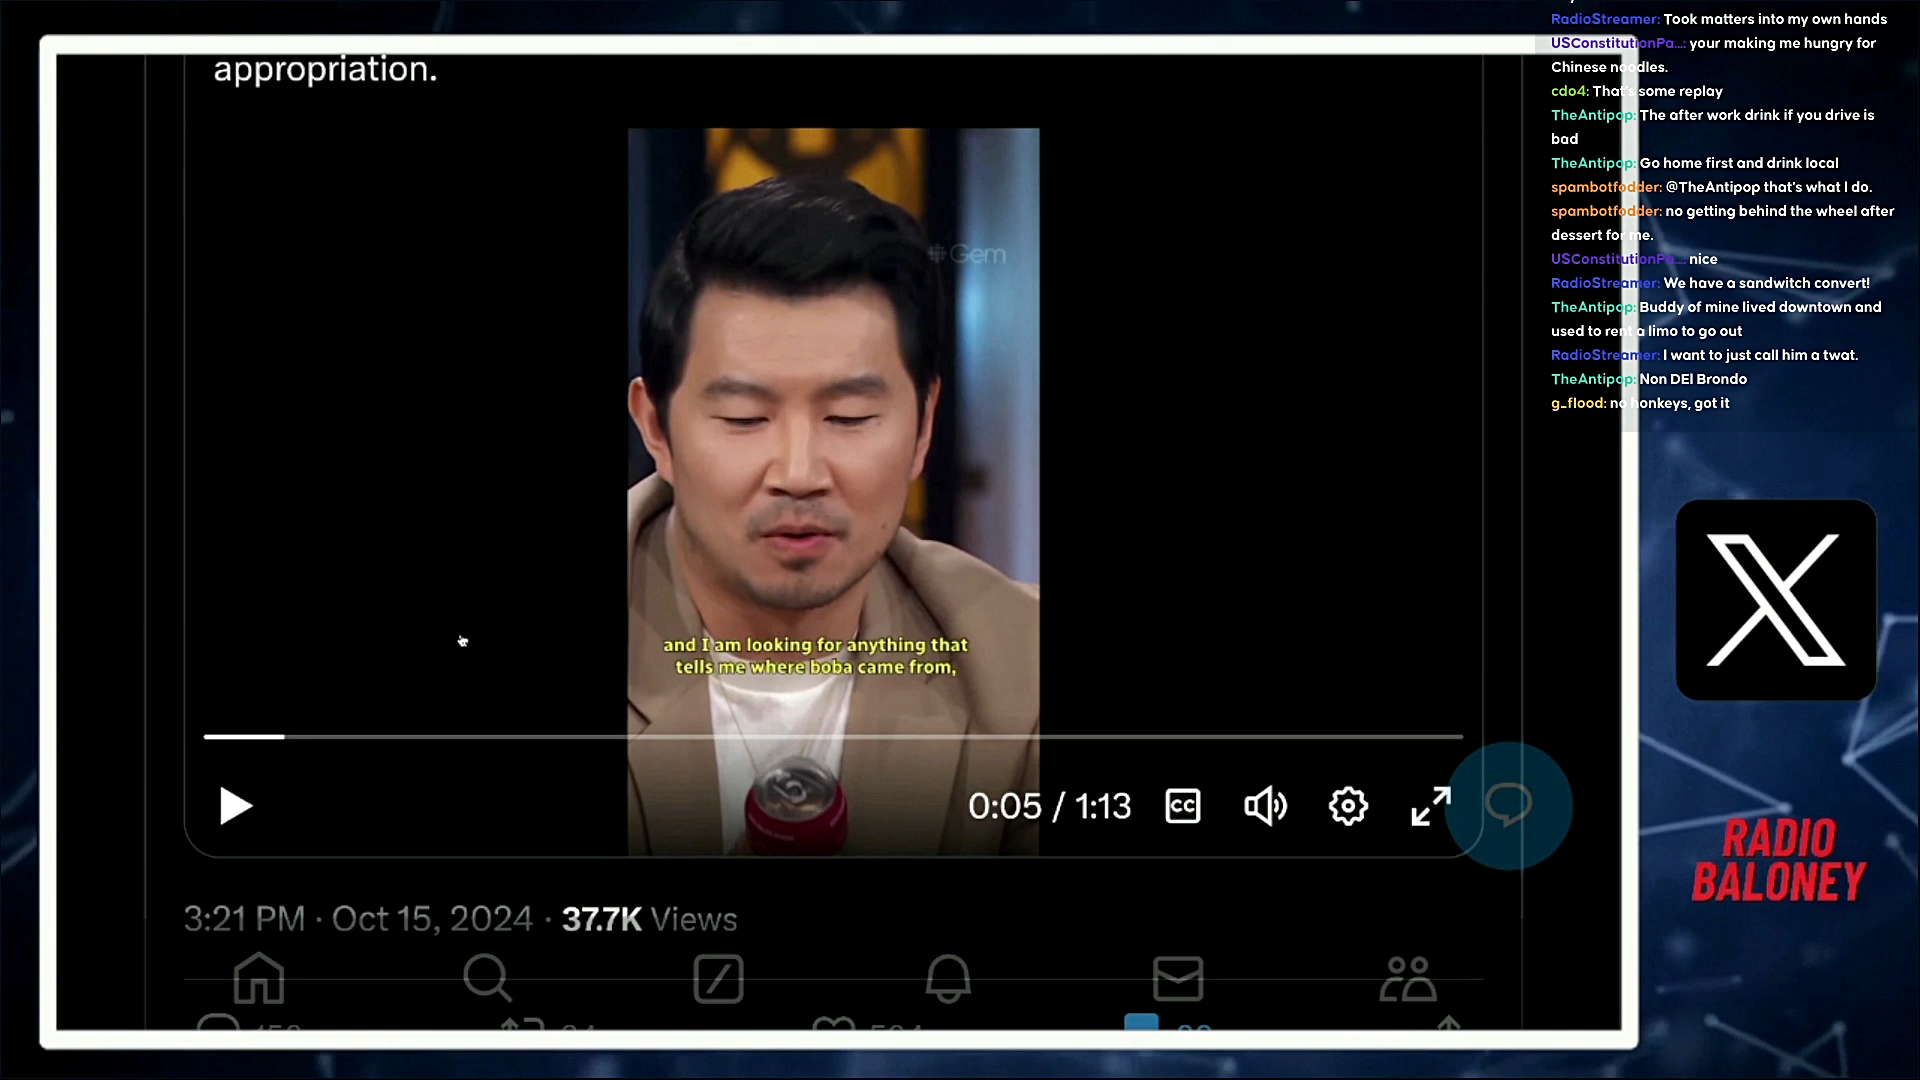 appropriation.
Gem
and I am looking for anything that
tells me where boba came from,
0:05 / 1:13
CC
3:21 PM · Oct 15, 2024 · 37.7K Views
RadioStreamer: Took matters into my own hands
USConstitutionPa...: your making me hungry for
Chinese noodles.
cdo4: That's some replay
TheAntipop: The after work drink if you drive is
bad
TheAntipop: Go home first and drink local
spambotfodder: @TheAntipop that's what I do.
spambotfodder: no getting behind the wheel after
dessert for me.
USConstitutionPa...: nice
RadioStreamer: We have a sandwitch convert!
TheAntipop: Buddy of mine lived downtown and
used to rent a limo to go out
RadioStreamer: I want to just call him a twat.
TheAntipop: Non DEI Brondo
g_flood: no honkeys, got it
X
RADIO
BALONEY